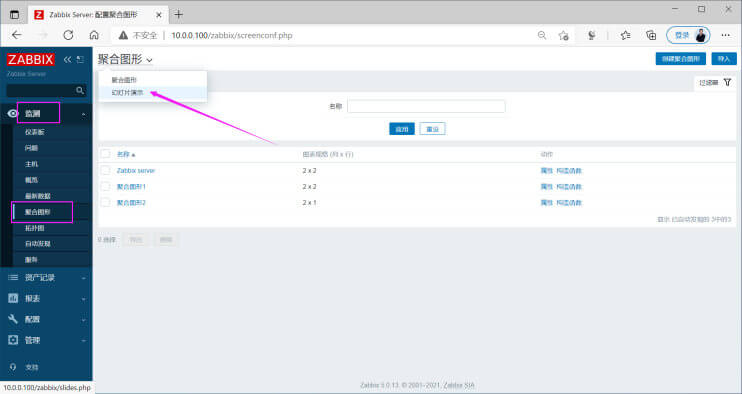 Zabbix Server: 配置聚合图形
不安全 | 10.0.0.100/zabbix/screenconf.php
登录
ZABBIX
Zabbix Server
监测
仪表板
问题
主机
概览
最新数据
聚合图形
拓扑图
自动发现
服务
资产记录
报表
配置
管理
支持
10.0.0.100/zabbix/slides.php
聚合图形
创建聚合图形
导入
聚合图形
幻灯片演示
过滤器
名称
应用
重设
名称 图表规格 (列 x 行) 动作
Zabbix server 2 x 2 属性 构造函数
聚合图形1 2 x 2 属性 构造函数
聚合图形2 2 x 1 属性 构造函数
显示 已自动发现的 3中的3
0 选择 导出 删除
Zabbix 5.0.13. © 2001–2021, Zabbix SIA